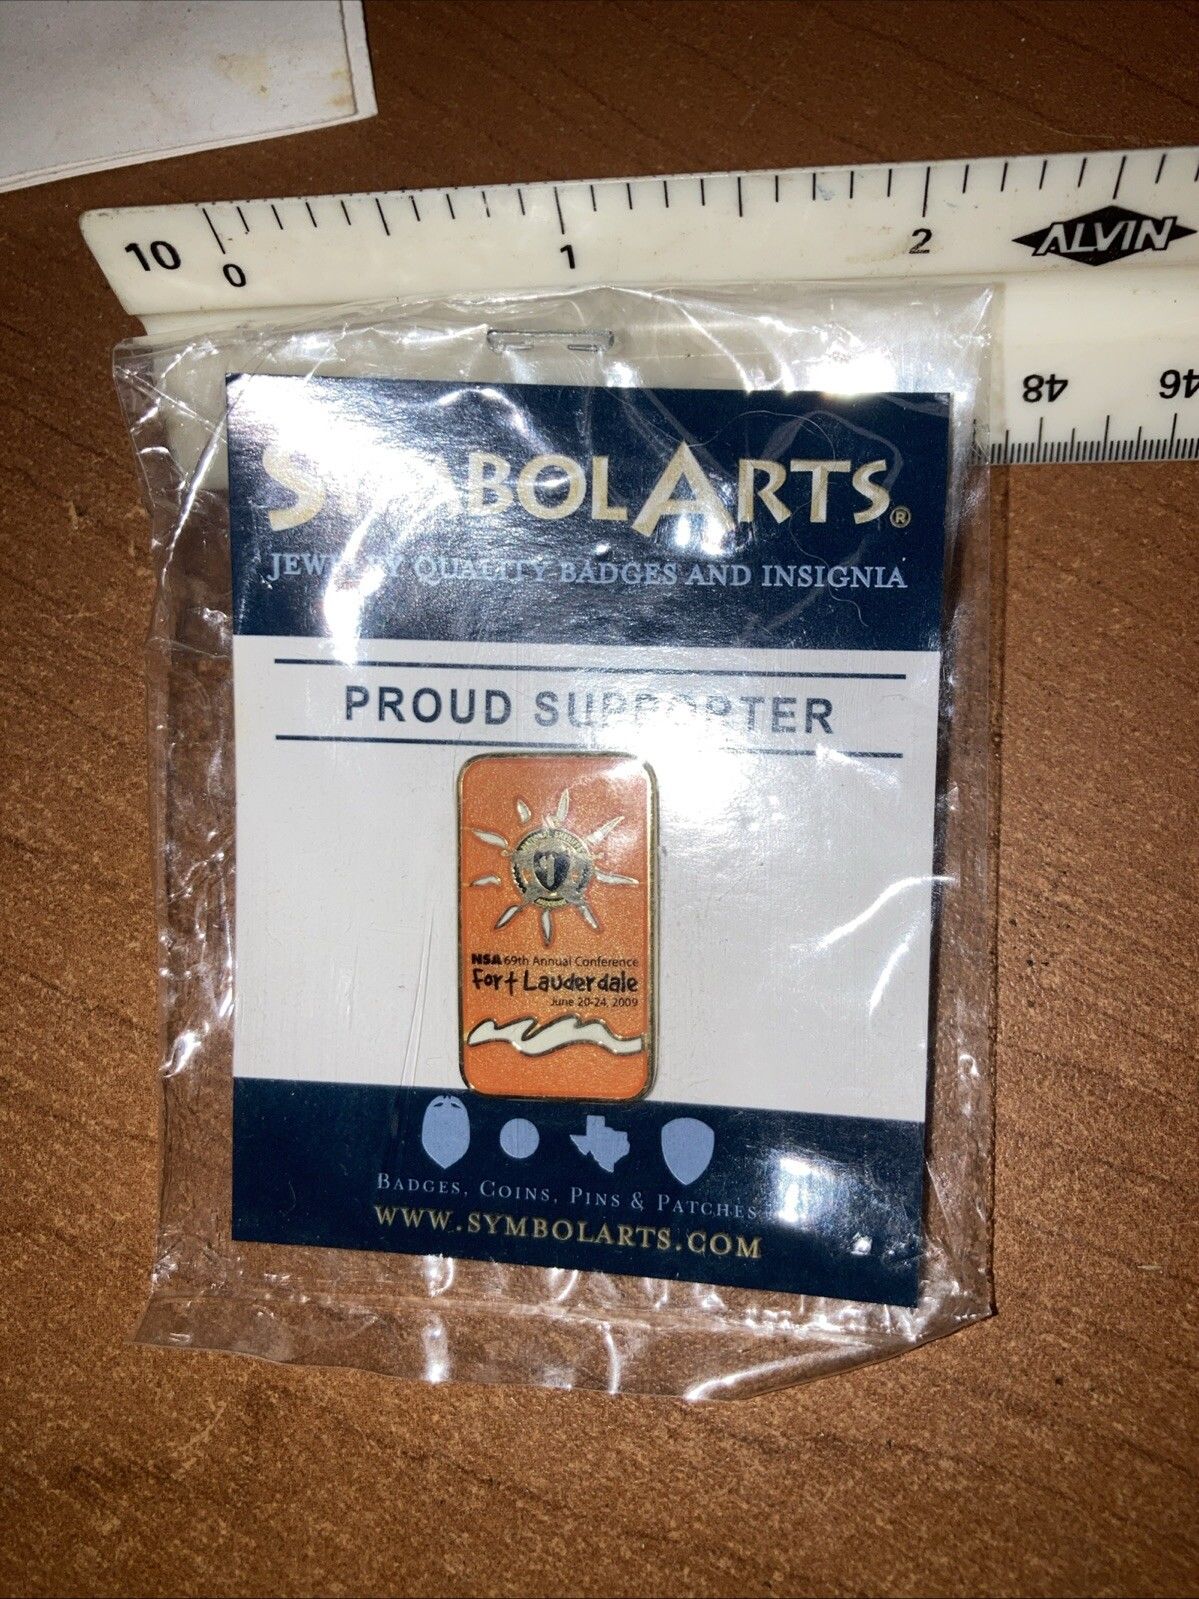 10 0 1 2 ALVIN
48 46
SYMBOLARTS®
JEWELRY QUALITY BADGES AND INSIGNIA
PROUD SUPPORTER
NSA 69th Annual Conference
Fort Lauderdale
June 20-24, 2009
BADGES, COINS, PINS & PATCHES
WWW.SYMBOLARTS.COM